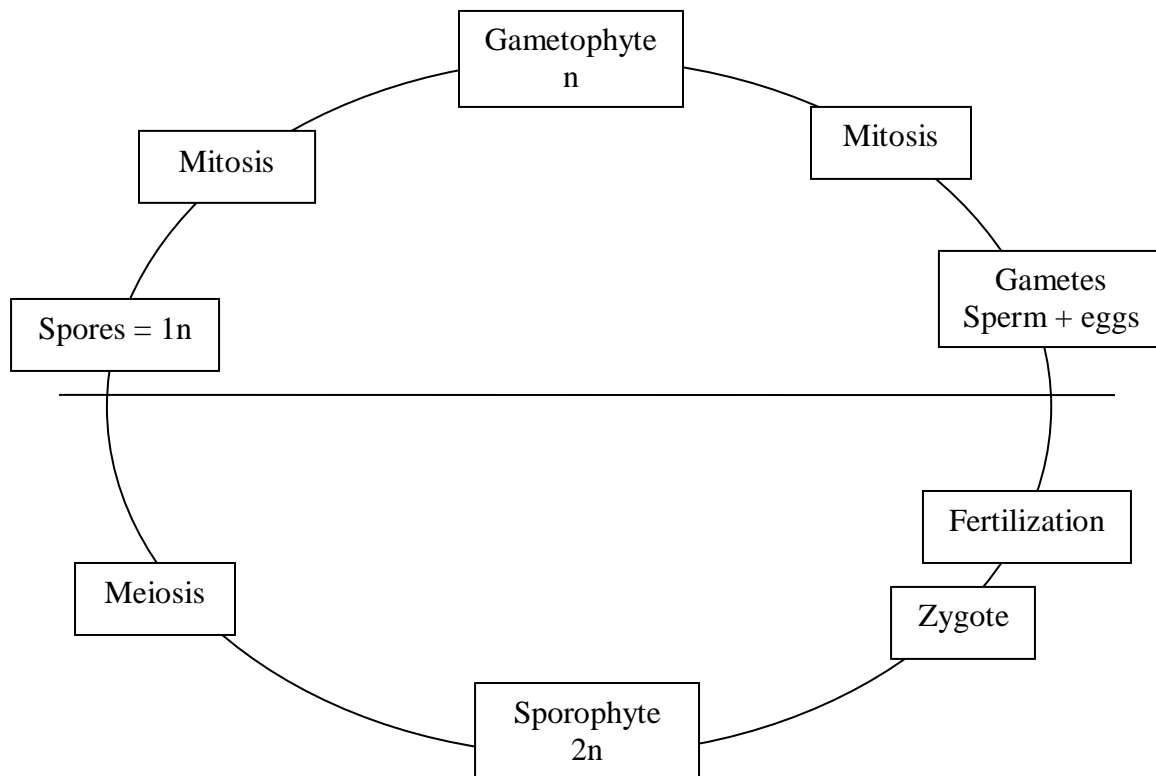 Gametophyte
n
Mitosis
Mitosis
Gametes
Sperm + eggs
Spores = 1n
Fertilization
Meiosis
Zygote
Sporophyte
2n